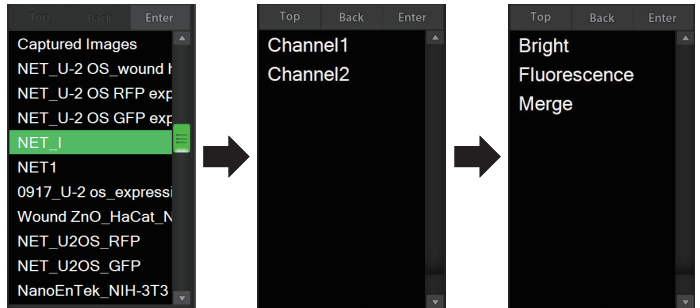 Top Back Enter
Captured Images
NET_U-2 OS_wound h
NET_U-2 OS RFP exp
NET_U-2 OS GFP exp
NET_I
NET1
0917_U-2 os_expressi
Wound ZnO_HaCat_N
NET_U2OS_RFP
NET_U2OS_GFP
NanoEnTek_NIH-3T3
Top Back Enter
Channel1
Channel2
Top Back Enter
Bright
Fluorescence
Merge